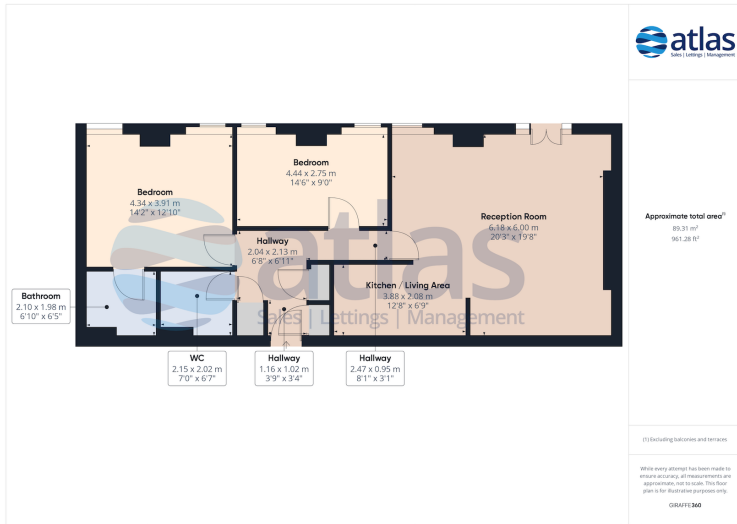 atlas
Sales | Lettings | Management
Bedroom
4.34 x 3.91 m
14'2" x 12'10"
Bedroom
4.44 x 2.75 m
14'6" x 9'0"
Reception Room
6.18 x 6.00 m
20'3" x 19'8"
Hallway
2.04 x 2.13 m
6'8" x 6'11"
Kitchen / Living Area
3.88 x 2.08 m
12'8" x 6'9"
Bathroom
2.10 x 1.98 m
6'10" x 6'5"
WC
2.15 x 2.02 m
7'0" x 6'7"
Hallway
1.16 x 1.02 m
3'9" x 3'4"
Hallway
2.47 x 0.95 m
8'1" x 3'1"
atlas
Sales | Lettings | Management
Approximate total area(1)
89.31 m²
961.28 ft²
(1) Excluding balconies and terraces
While every attempt has been made to
ensure accuracy, all measurements are
approximate, not to scale. This floor
plan is for illustrative purposes only.
GIRAFFE360